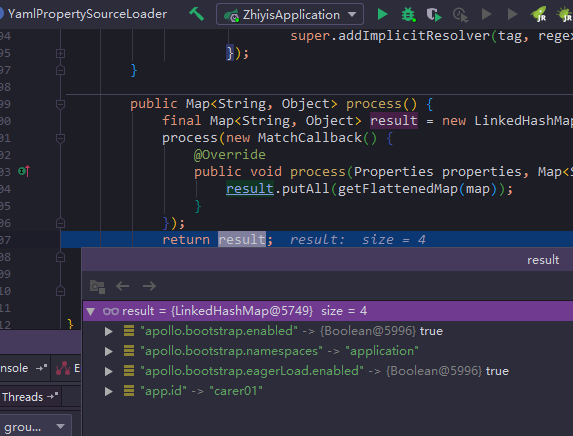 YamlPropertySourceLoader
ZhiyisApplication
JR
JR
94 super.addImplicitResolver(tag, rege
95 });
97 }
98
99 public Map<String, Object> process() {
00 final Map<String, Object> result = new LinkedHashMap
01 process(new MatchCallback() {
02 @Override
03 public void process(Properties properties, Map<S
04 result.putAll(getFlattenedMap(map));
05 }
06 });
07 return result; result: size = 4
08
result
09
result = {LinkedHashMap@5749} size = 4
10
"apollo.bootstrap.enabled" -> {Boolean@5996} true
11
"apollo.bootstrap.namespaces" -> "application"
12 }
"apollo.bootstrap.eagerLoad.enabled" -> {Boolean@5996} true
onsole
"app.id" -> "carer01"
Threads
grou...